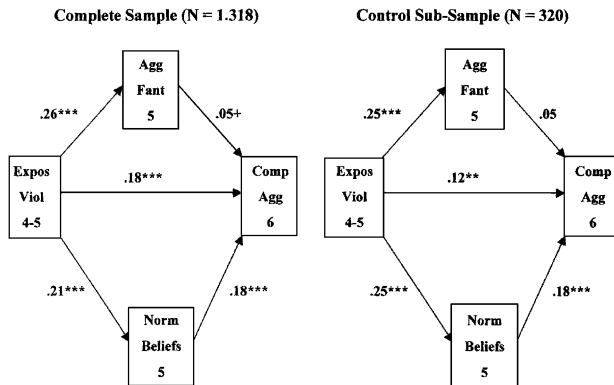 Complete Sample (N = 1.318)
Agg
Fant
5
.26***
.05+
Expos
Viol
4-5
.18***
Comp
Agg
6
.21***
.18***
Norm
Beliefs
5
Control Sub-Sample (N = 320)
Agg
Fant
5
.25***
.05
Expos
Viol
4-5
.12**
Comp
Agg
6
.25***
.18***
Norm
Beliefs
5